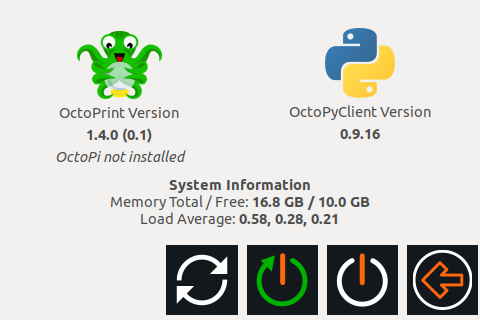 OctoPrint Version
1.4.0 (0.1)
OctoPi not installed
OctoPyClient Version
0.9.16
System Information
Memory Total / Free: 16.8 GB / 10.0 GB
Load Average: 0.58, 0.28, 0.21